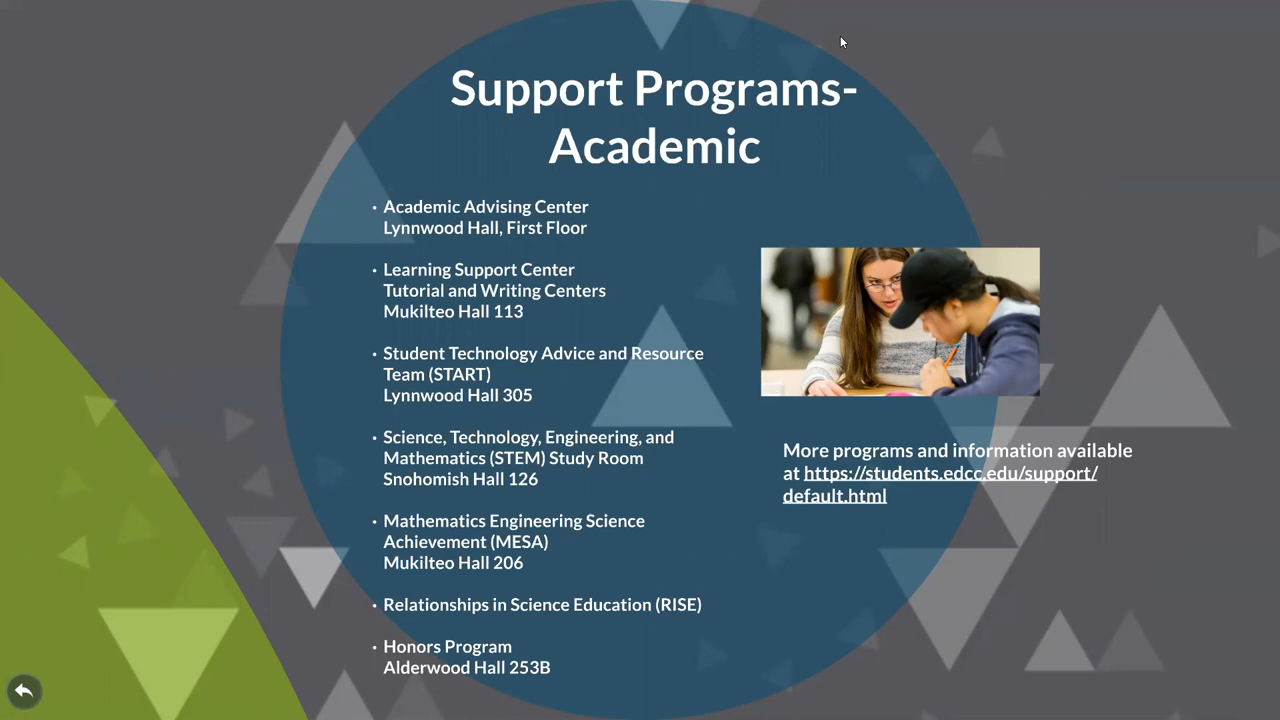 Support Programs-
Academic
• Academic Advising Center
Lynnwood Hall, First Floor
• Learning Support Center
Tutorial and Writing Centers
Mukilteo Hall 113
• Student Technology Advice and Resource
Team (START)
Lynnwood Hall 305
• Science, Technology, Engineering, and
Mathematics (STEM) Study Room
Snohomish Hall 126
• Mathematics Engineering Science
Achievement (MESA)
Mukilteo Hall 206
• Relationships in Science Education (RISE)
• Honors Program
Alderwood Hall 253B
More programs and information available
at https://students.edcc.edu/support/
default.html